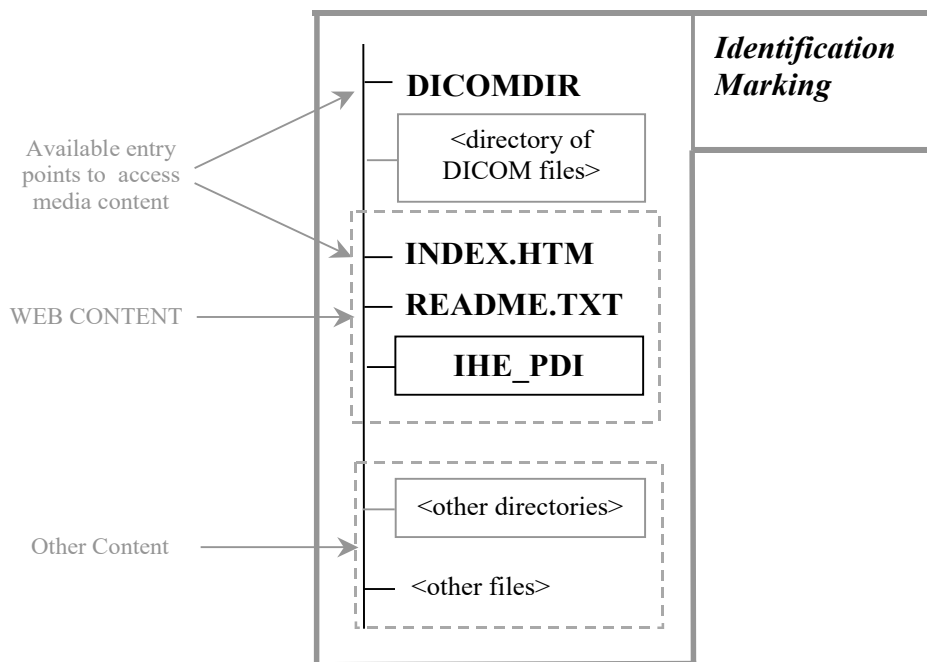 Identification
Marking
DICOMDIR
<directory of
DICOM files>
Available entry
points to access
media content
INDEX.HTM
README.TXT
WEB CONTENT
IHE_PDI
<other directories>
Other Content
<other files>